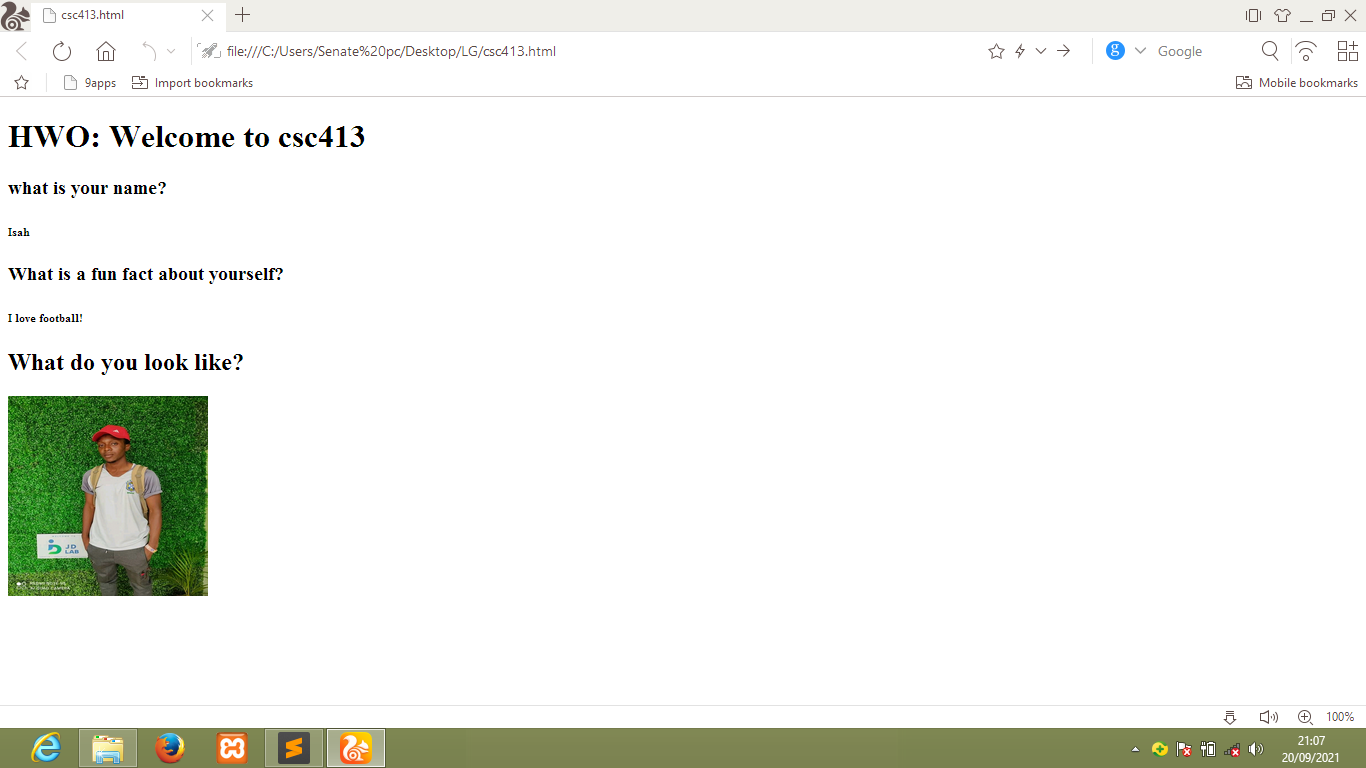 csc413.html
file:///C:/Users/Senate%20pc/Desktop/LG/csc413.html
Google
9apps
Import bookmarks
Mobile bookmarks
HWO: Welcome to csc413
what is your name?
Isah
What is a fun fact about yourself?
I love football!
What do you look like?
JD
LAB
100%
21:07
20/09/2021